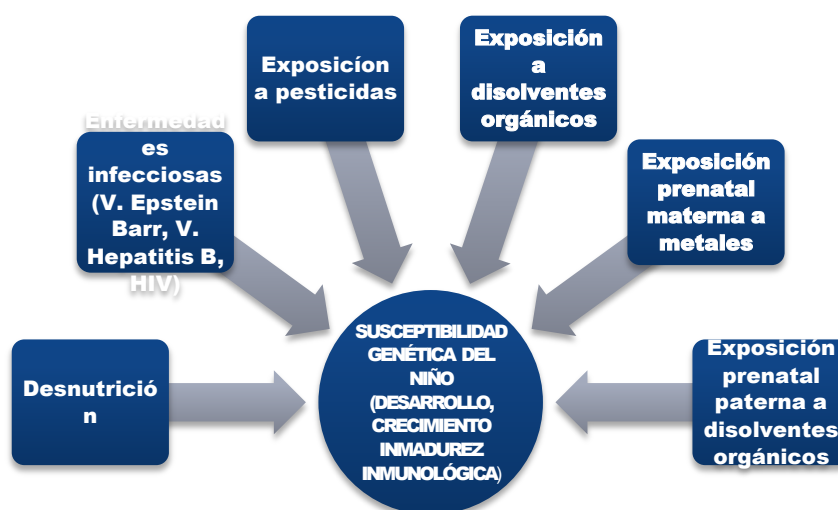 Exposición
a
disolventes
orgánicos
Exposicíon
a pesticidas
Enfermedad
es
infecciosas
(V. Epstein
Barr, V.
Hepatitis B,
HIV)
Exposición
prenatal
materna a
metales
Desnutrició
n
SUSCEPTIBILIDAD
GENÉTICA DEL
NIÑO
(DESARROLLO,
CRECIMIENTO
INMADUREZ
INMUNOLÓGICA)
Exposición
prenatal
paterna a
disolventes
orgánicos